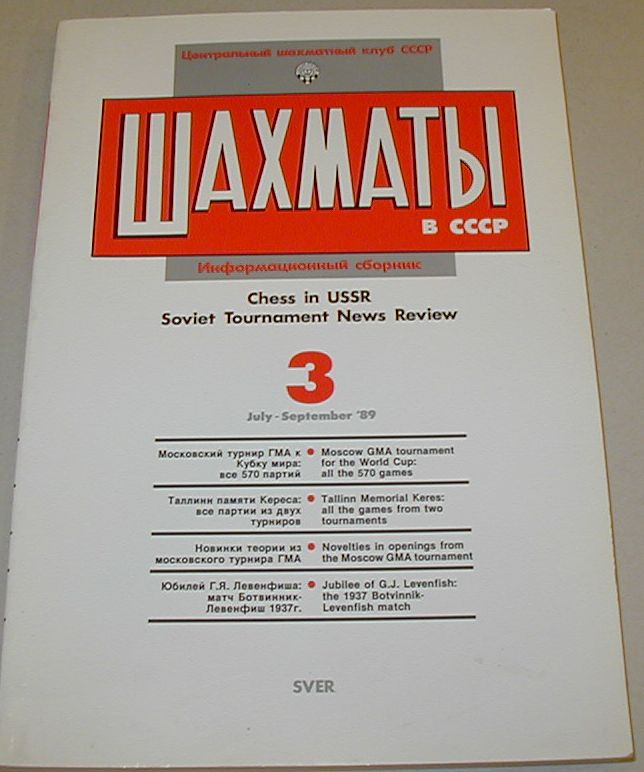 Центральный шахматный клуб СССР
ШАХМАТЫ
В СССР
Информационный сборник
Chess in USSR
Soviet Tournament News Review
3
July - September '89
Московский турнир ГМА к
Кубку мира:
все 570 партий
Moscow GMA tournament
for the World Cup:
all the 570 games
Таллинн памяти Кереса:
все партии из двух
турниров
Tallinn Memorial Keres:
all the games from two
tournaments
Новинки теории из
московского турнира ГМА
Novelties in openings from
the Moscow GMA tournament
Юбилей Г.Я. Левенфиша:
матч Ботвинник-
Левенфиш 1937г.
Jubilee of G.J. Levenfish:
the 1937 Botvinnik-
Levenfish match
SVER